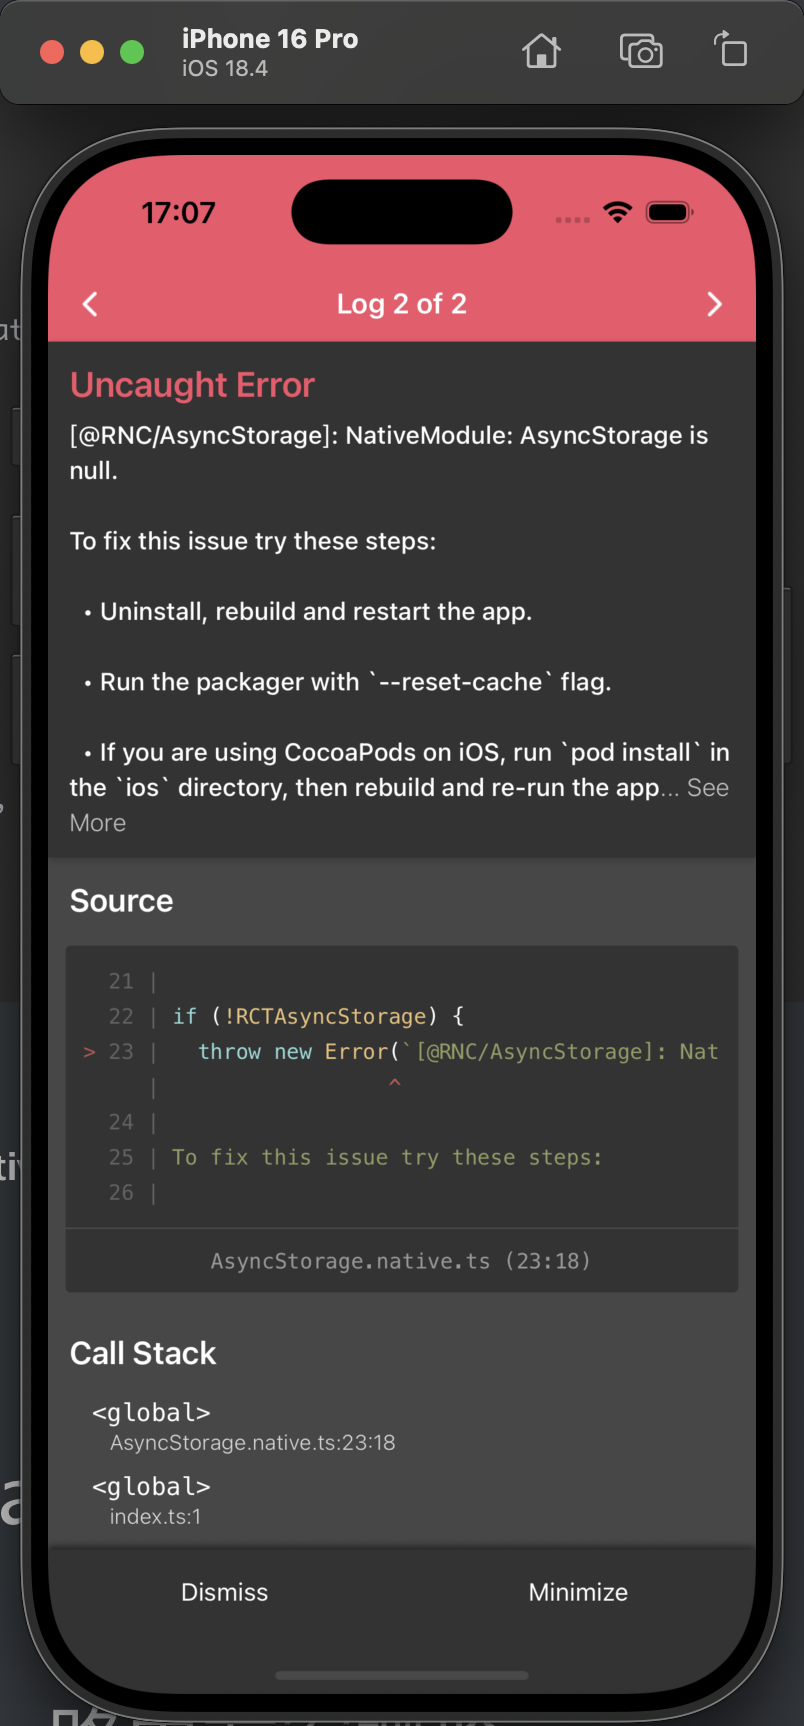 iPhone 16 Pro
iOS 18.4
17:07
Log 2 of 2
Uncaught Error
[@RNC/AsyncStorage]: NativeModule: AsyncStorage is
null.
To fix this issue try these steps:
• Uninstall, rebuild and restart the app.
• Run the packager with `--reset-cache` flag.
• If you are using CocoaPods on iOS, run `pod install` in
the `ios` directory, then rebuild and re-run the app... See
More
Source
21 |
22 | if (!RCTAsyncStorage) {
> 23 |   throw new Error(`[@RNC/AsyncStorage]: Nat
|                  ^
24 |
25 | To fix this issue try these steps:
26 |
AsyncStorage.native.ts (23:18)
Call Stack
<global>
AsyncStorage.native.ts:23:18
<global>
index.ts:1
Dismiss
Minimize